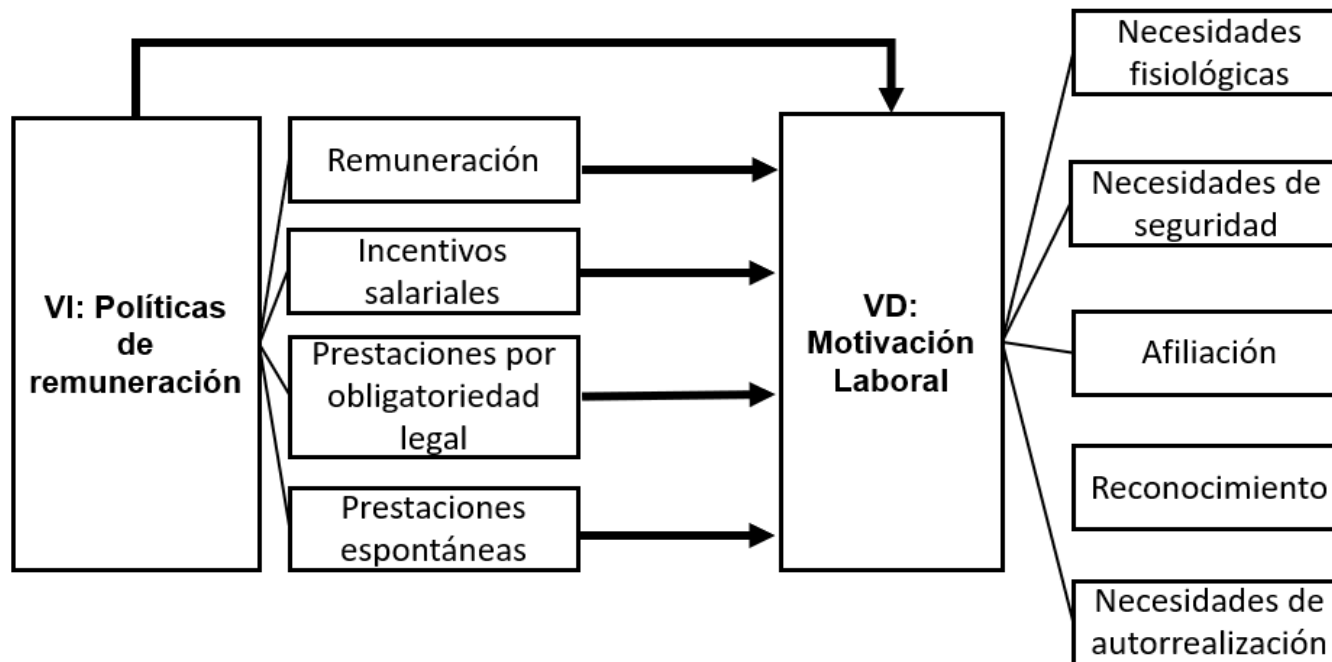 VI: Políticas
de
remuneración
Remuneración
Incentivos
salariales
Prestaciones por
obligatoriedad
legal
Prestaciones
espontáneas
VD:
Motivación
Laboral
Necesidades
fisiológicas
Necesidades de
seguridad
Afiliación
Reconocimiento
Necesidades de
autorrealización